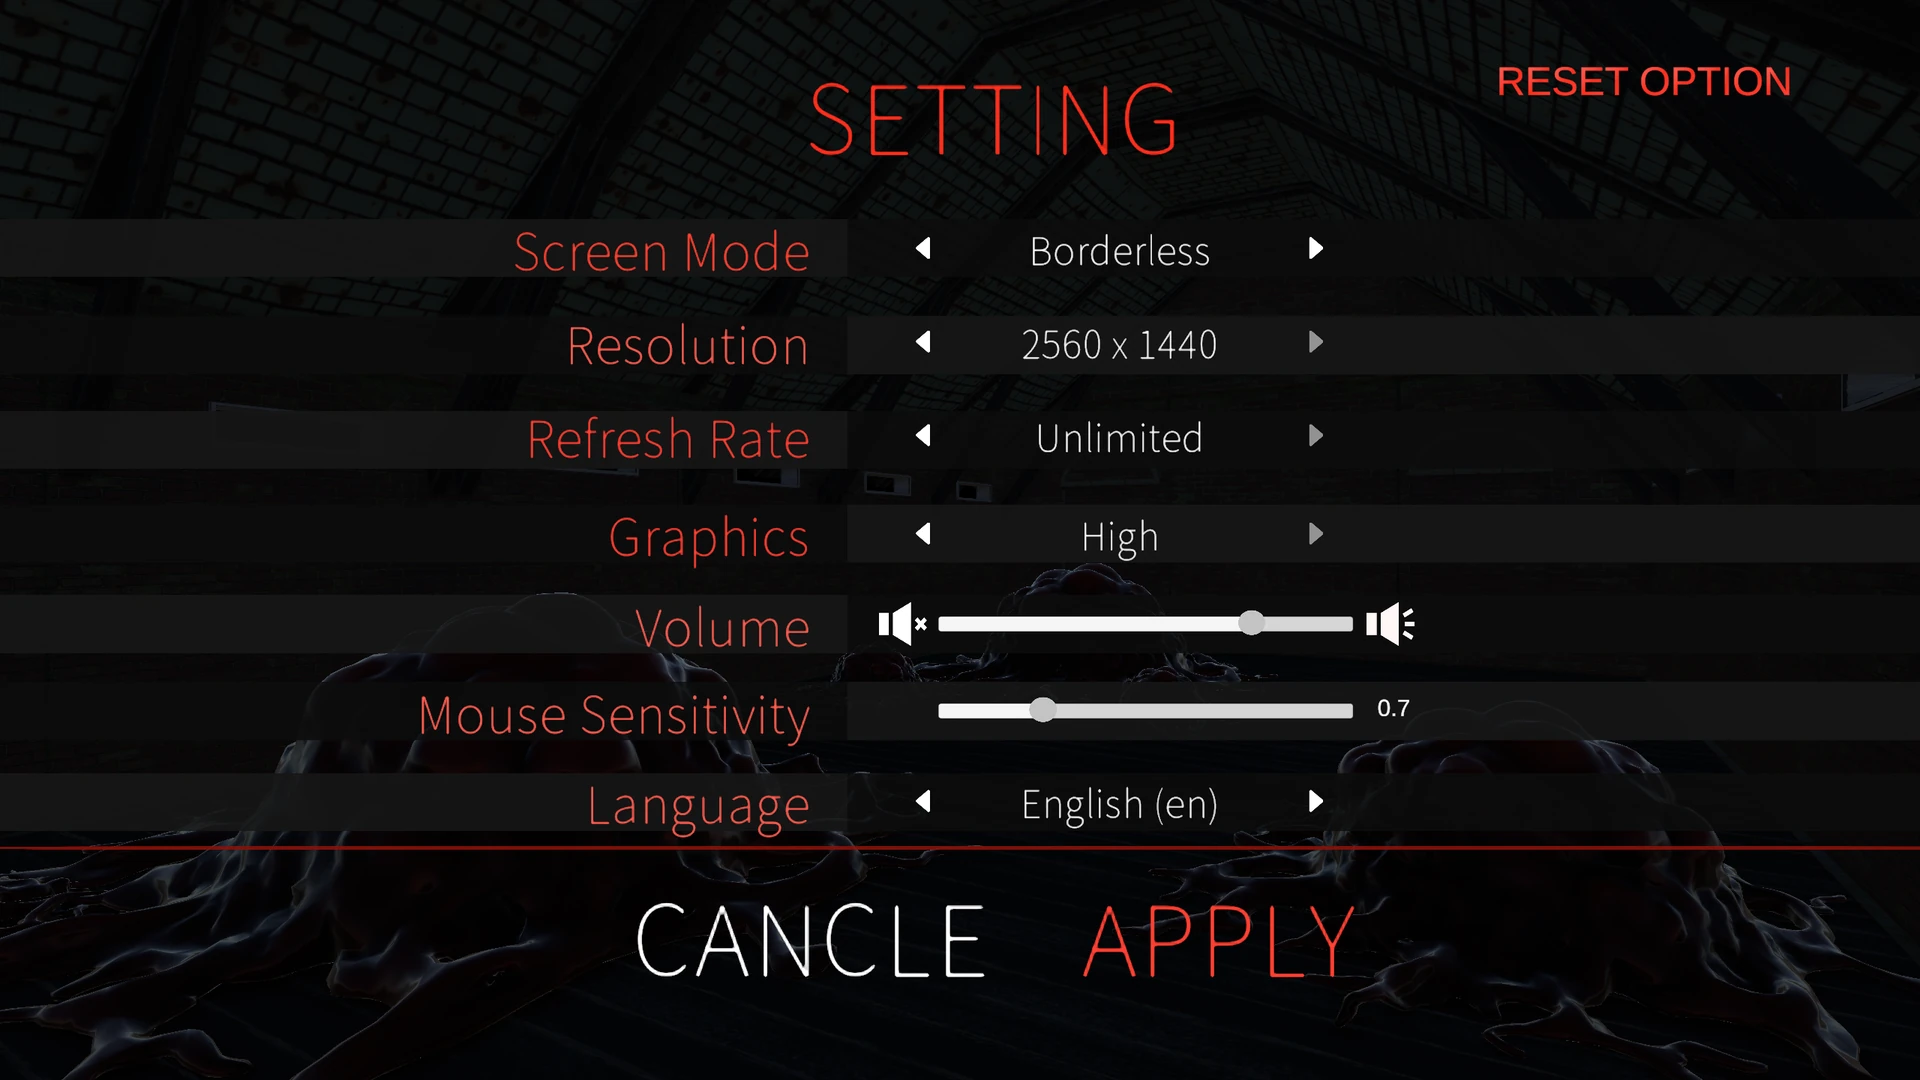 RESET OPTION
SETTING
Screen Mode Borderless
Resolution 2560 x 1440
Refresh Rate Unlimited
Graphics High
Volume
Mouse Sensitivity 0.7
Language English (en)
CANCLE APPLY